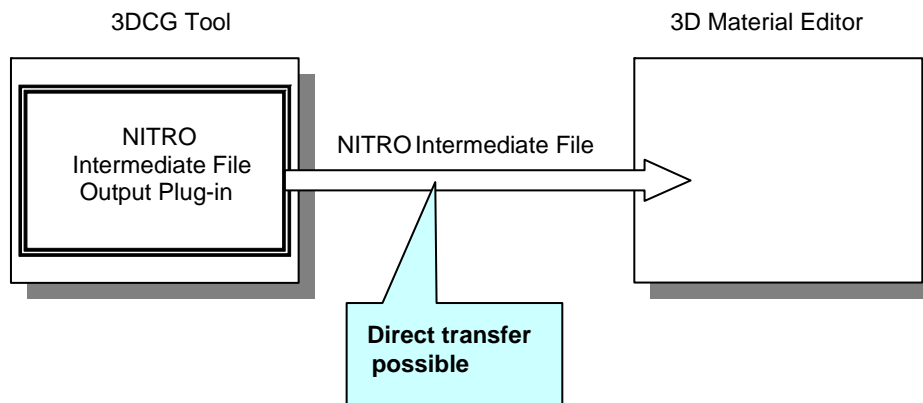 3DCG Tool
3D Material Editor
NITRO
Intermediate File
Output Plug-in
NITRO Intermediate File
Direct transfer
possible